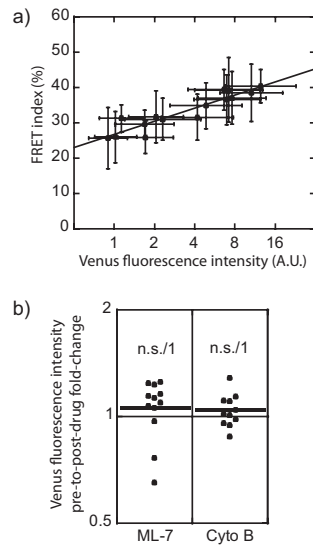 a)
60
50
40
30
20
10
0
FRET index (%)
1
2
4
8
16
Venus fluorescence intensity (A.U.)
b)
2
1
0.5
Venus fluorescence intensity
pre-to-post-drug fold-change
n.s./1
n.s./1
ML-7
Cyto B